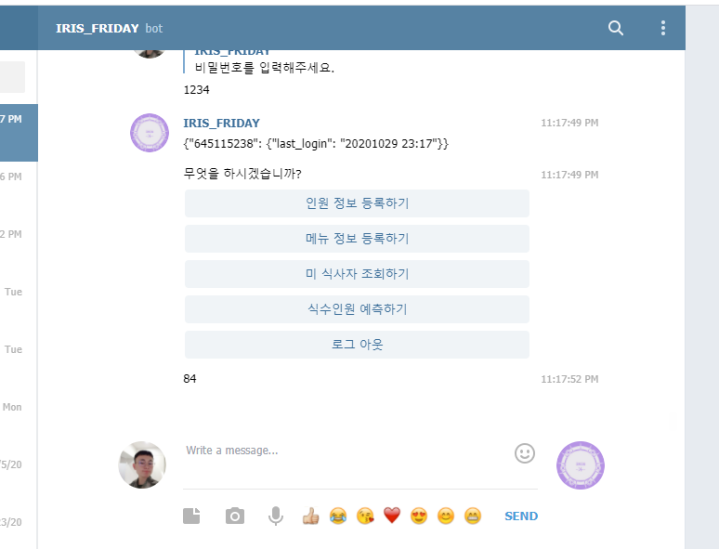 IRIS_FRIDAY bot
IRIS_FRIDAY
비밀번호를 입력해주세요.
1234
7 PM
IRIS_FRIDAY
11:17:49 PM
{"645115238": {"last_login": "20201029 23:17"}}
6 PM
무엇을 하시겠습니까?
11:17:49 PM
인원 정보 등록하기
2 PM
메뉴 정보 등록하기
미 식사자 조회하기
Tue
식수인원 예측하기
Tue
로그 아웃
84
11:17:52 PM
Mon
Write a message...
/5/20
SEND
3/20